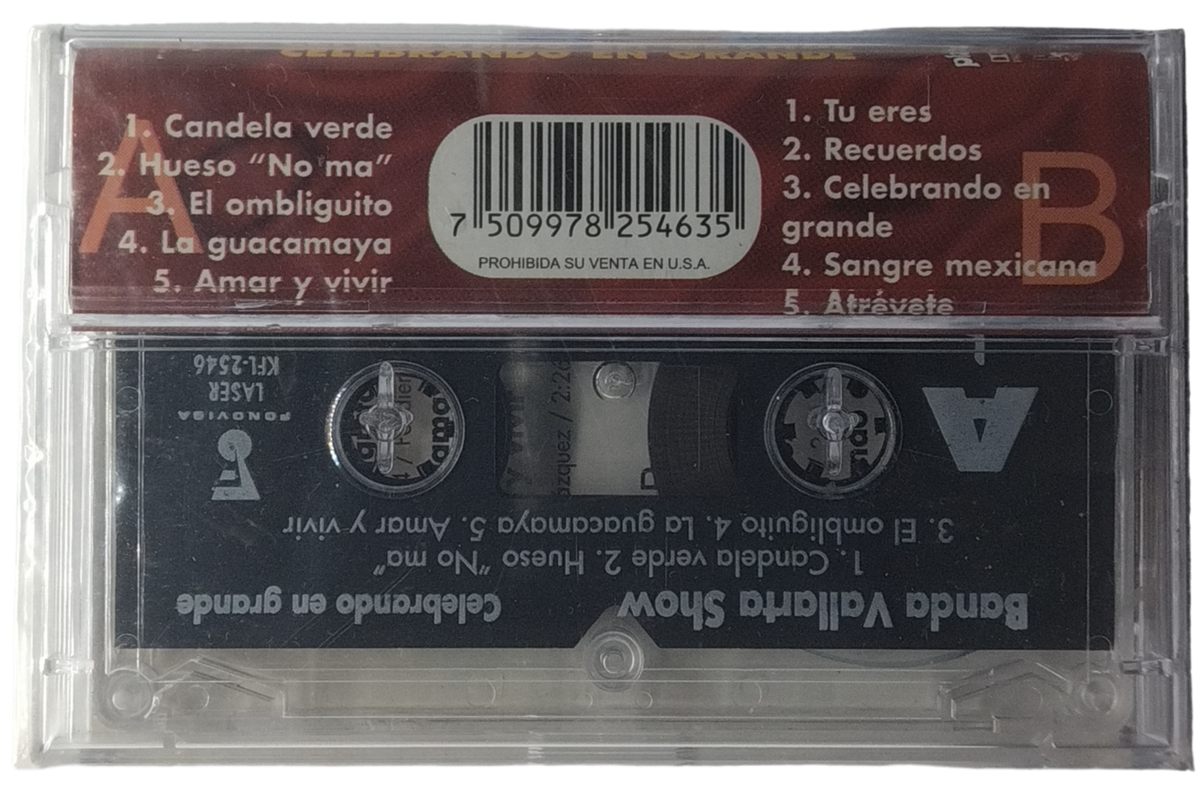 CELEBRANDO EN GRANDE
A
1. Candela verde
2. Hueso "No ma"
3. El ombliguito
4. La guacamaya
5. Amar y vivir
7 509978 254635
PROHIBIDA SU VENTA EN U.S.A.
B
1. Tu eres
2. Recuerdos
3. Celebrando en
grande
4. Sangre mexicana
5. Atrévete
Banda Vallarta Show Celebrando en grande
1. Candela verde 2. Hueso "No ma"
3. El ombliguito 4. La guacamaya 5. Amar y vivir
A
FONOVISA
LASER
KFL-2546